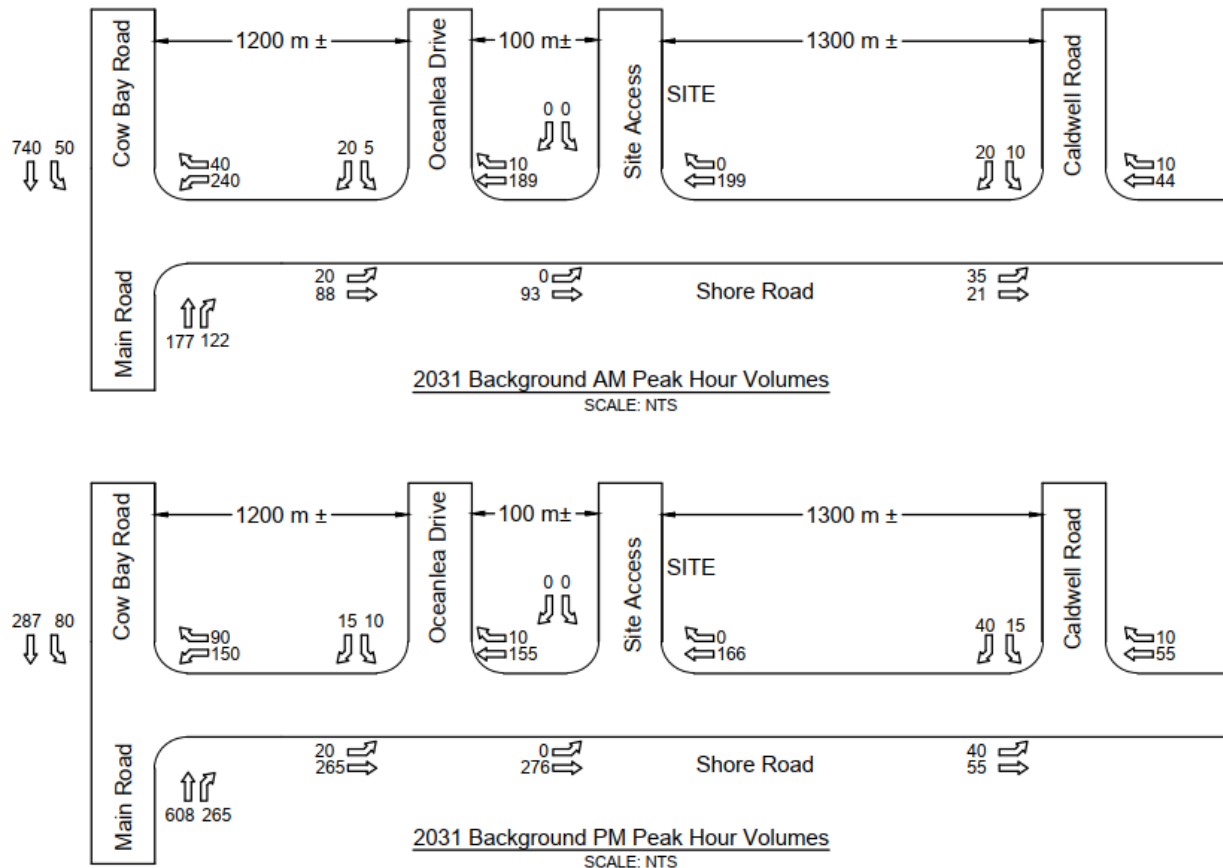 1200 m ±
100 m±
1300 m ±
Cow Bay Road
Oceanlea Drive
Site Access
SITE
Caldwell Road
0 0
740 50
40
240
20 5
10
189
0
199
20 10
10
44
20
88
0
93
Shore Road
35
21
Main Road
177 122
2031 Background AM Peak Hour Volumes
SCALE: NTS
1200 m ±
100 m±
1300 m ±
Cow Bay Road
Oceanlea Drive
Site Access
SITE
Caldwell Road
0 0
287 80
90
150
15 10
10
155
0
166
40 15
10
55
20
265
0
276
Shore Road
40
55
Main Road
608 265
2031 Background PM Peak Hour Volumes
SCALE: NTS